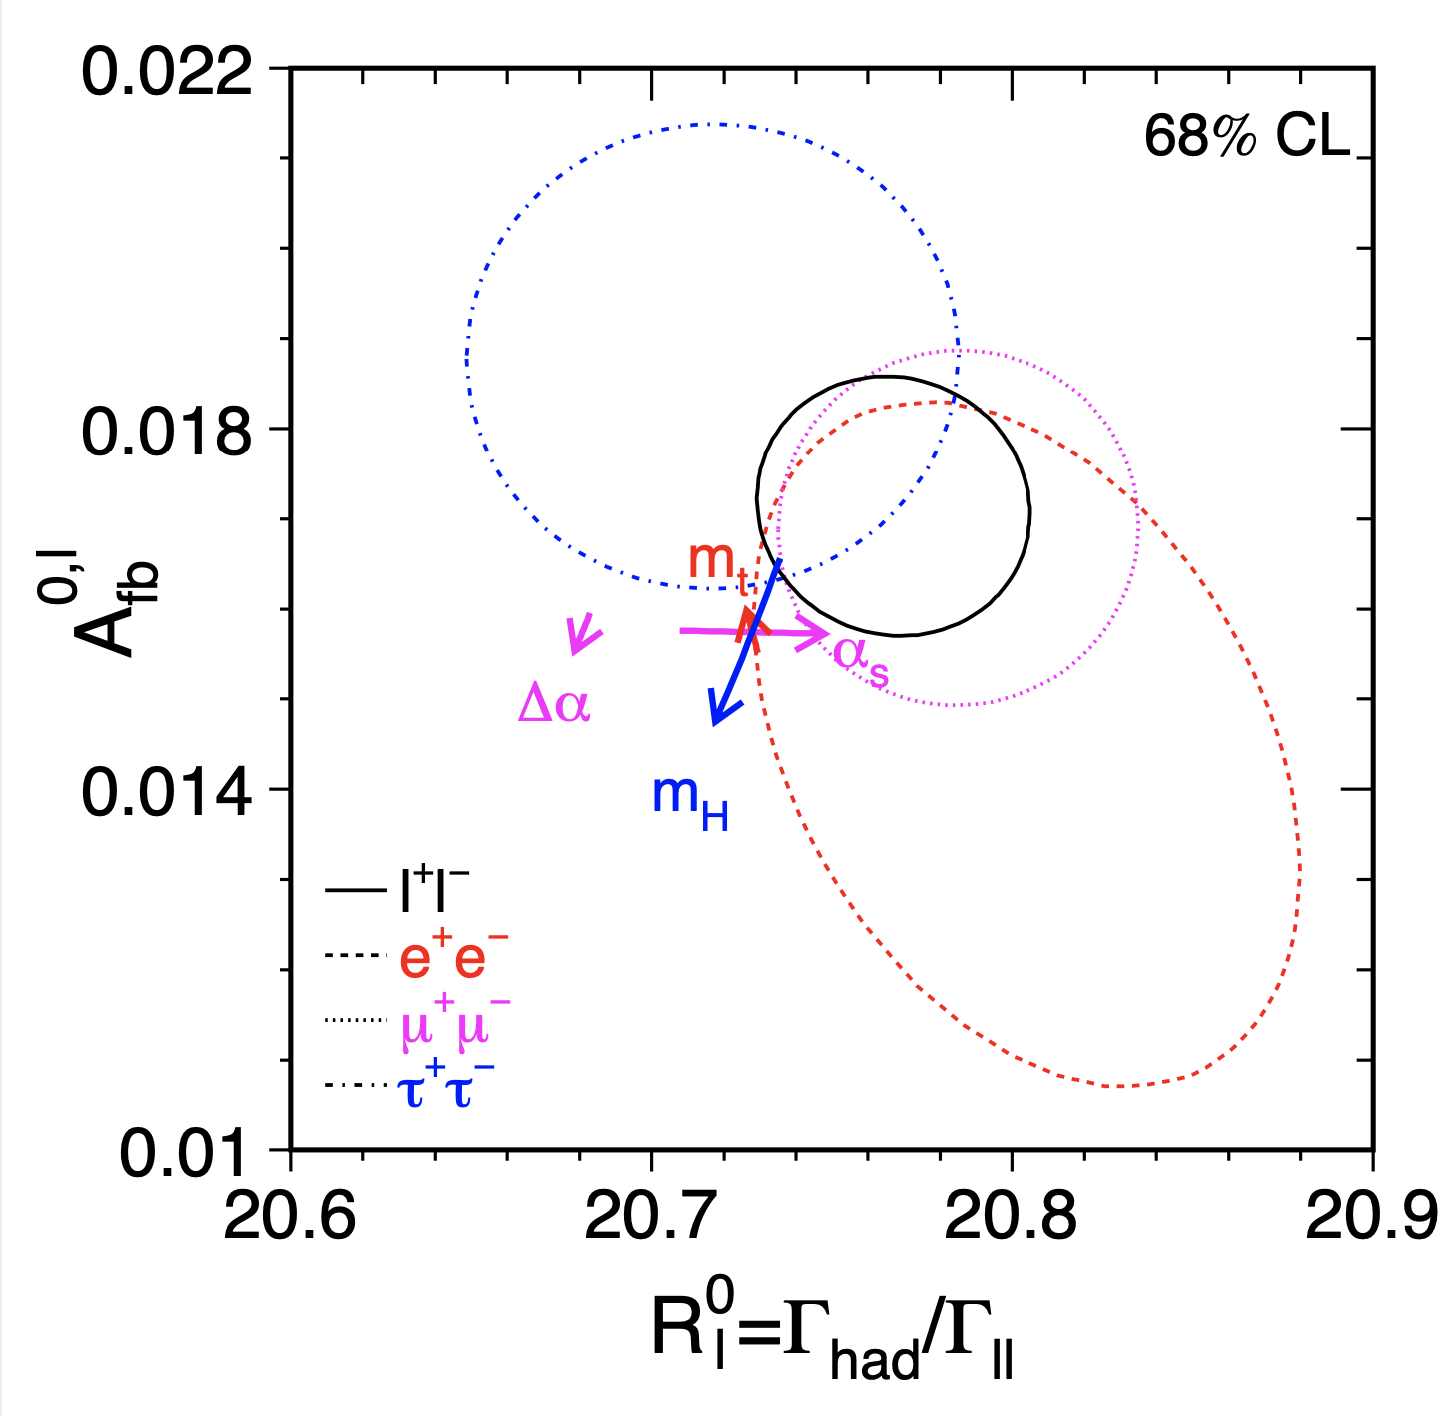 0.022
68% CL
0.018
A_fb^0,l
m_t
α_s
Δα
0.014
m_H
l⁺l⁻
e⁺e⁻
μ⁺μ⁻
τ⁺τ⁻
0.01
20.6 20.7 20.8 20.9
R_l^0=Γ_had/Γ_ll